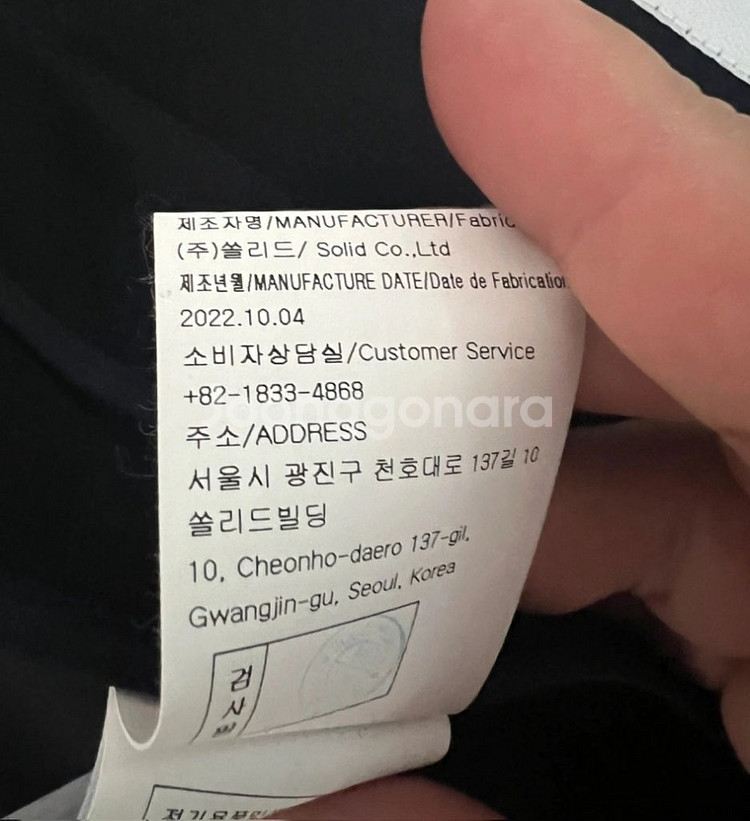 제조자명/MANUFACTURER/Fabric
(주)쏠리드/ Solid Co.,Ltd
제조년월/MANUFACTURE DATE/Date de Fabrication
2022.10.04
소비자상담실/Customer Service
+82-1833-4868
joonggonara
주소/ADDRESS
서울시 광진구 천호대로 137길 10
쏠리드빌딩
10, Cheonho-daero 137-gil,
Gwangjin-gu, Seoul, Korea
검
사